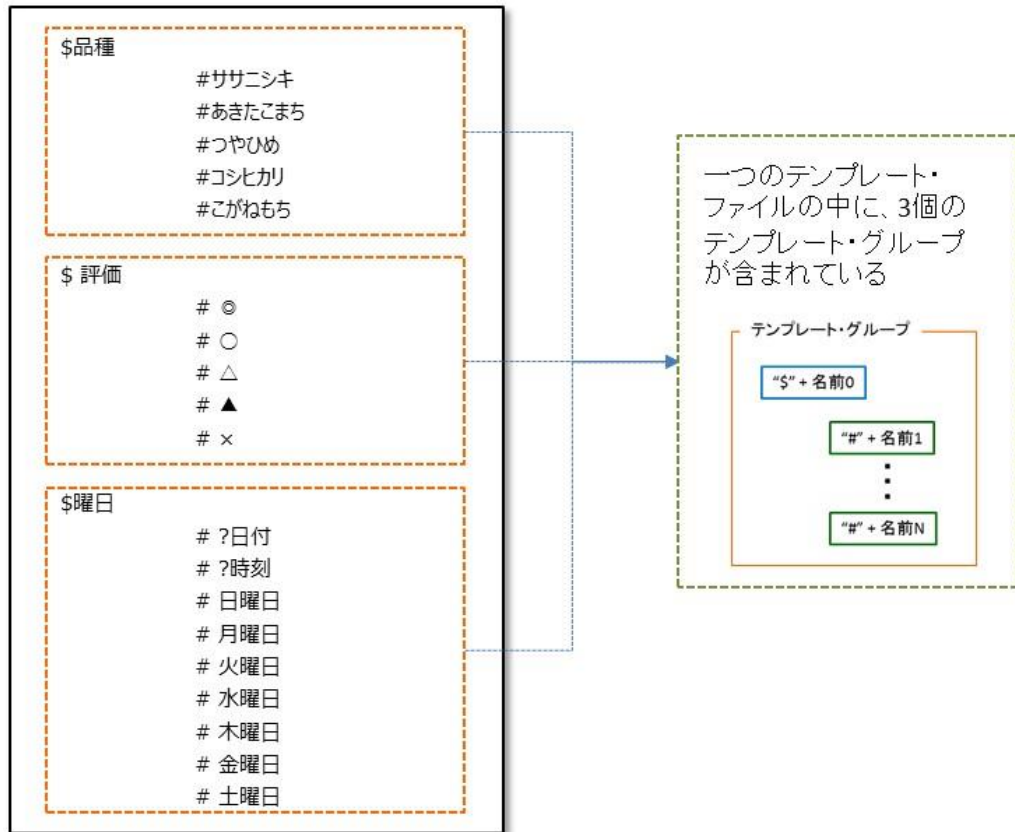 $品種
#ササニシキ
#あきたこまち
#つやひめ
#コシヒカリ
#こがねもち
$ 評価
# ◎
# ○
# △
# ▲
# ×
$曜日
# ?日付
# ?時刻
# 日曜日
# 月曜日
# 火曜日
# 水曜日
# 木曜日
# 金曜日
# 土曜日
一つのテンプレート・
ファイルの中に、3個の
テンプレート・グループ
が含まれている
テンプレート・グループ
“$” + 名前0
“#” + 名前1
“#” + 名前N